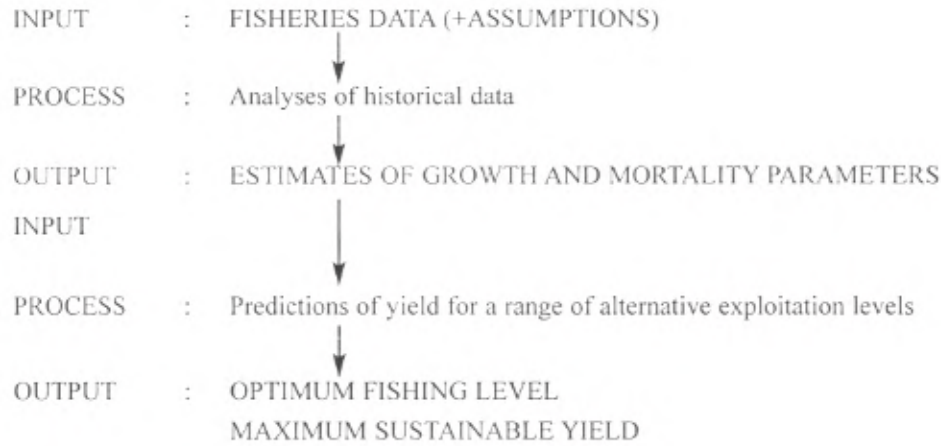 INPUT : FISHERIES DATA (+ASSUMPTIONS)
PROCESS : Analyses of historical data
OUTPUT : ESTIMATES OF GROWTH AND MORTALITY PARAMETERS
INPUT
PROCESS : Predictions of yield for a range of alternative exploitation levels
OUTPUT : OPTIMUM FISHING LEVEL
MAXIMUM SUSTAINABLE YIELD